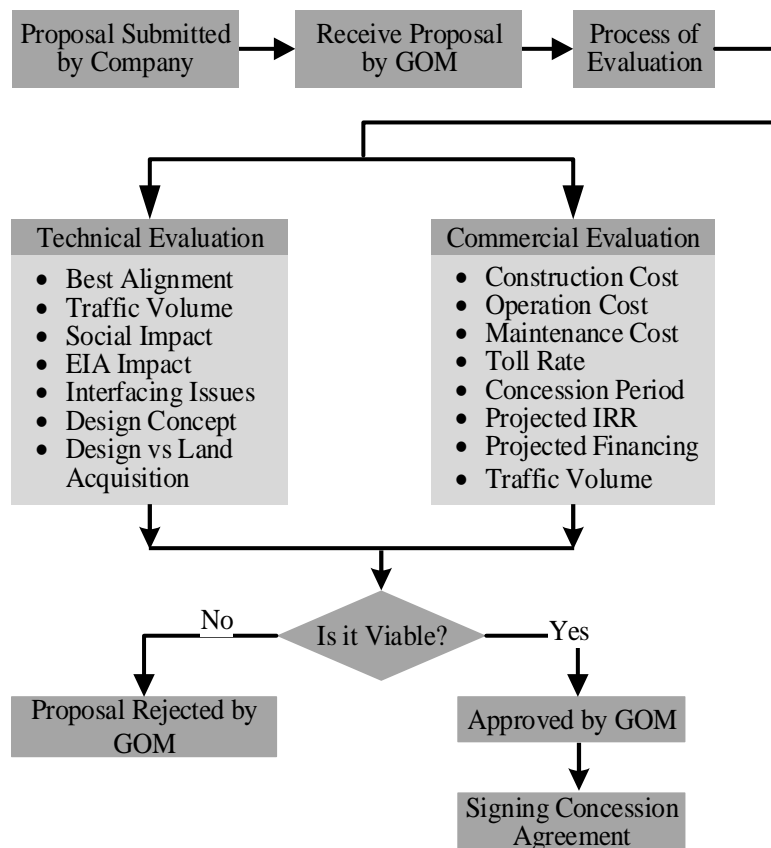 Proposal Submitted
by Company
Receive Proposal
by GOM
Process of
Evaluation
Technical Evaluation
• Best Alignment
• Traffic Volume
• Social Impact
• EIA Impact
• Interfacing Issues
• Design Concept
• Design vs Land
Acquisition
Commercial Evaluation
• Construction Cost
• Operation Cost
• Maintenance Cost
• Toll Rate
• Concession Period
• Projected IRR
• Projected Financing
• Traffic Volume
Is it Viable?
No
Yes
Proposal Rejected by
GOM
Approved by GOM
Signing Concession
Agreement